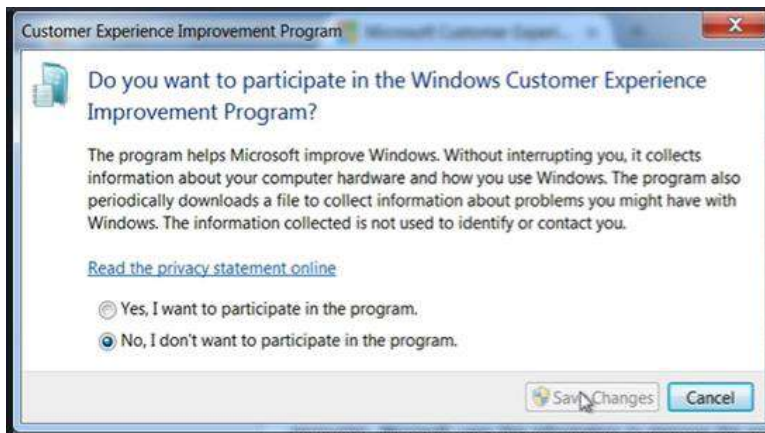 Customer Experience Improvement Program
Do you want to participate in the Windows Customer Experience
Improvement Program?
The program helps Microsoft improve Windows. Without interrupting you, it collects
information about your computer hardware and how you use Windows. The program also
periodically downloads a file to collect information about problems you might have with
Windows. The information collected is not used to identify or contact you.
Read the privacy statement online
Yes, I want to participate in the program.
No, I don't want to participate in the program.
Save Changes Cancel